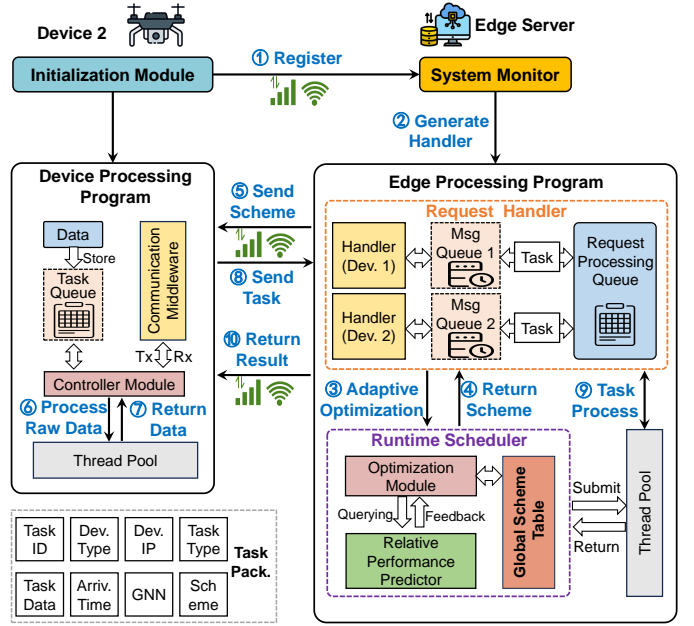 Device 2
Edge Server
Initialization Module
① Register
System Monitor
② Generate
Handler
Device Processing
Program
Data
Store
Task
Queue
Communication
Middleware
Tx
Rx
Controller Module
⑥ Process
Raw Data
⑦ Return
Data
Thread Pool
⑤ Send
Scheme
⑧ Send
Task
⑩ Return
Result
Edge Processing Program
Request Handler
Handler
(Dev. 1)
Msg
Queue 1
Task
Request
Processing
Queue
Handler
(Dev. 2)
Msg
Queue 2
Task
③ Adaptive
Optimization
④ Return
Scheme
⑨ Task
Process
Runtime Scheduler
Optimization
Module
Querying
Feedback
Relative
Performance
Predictor
Global Scheme
Table
Submit
Return
Thread Pool
Task
ID
Dev.
Type
Dev.
IP
Task
Type
Task
Pack.
Task
Data
Arriv.
Time
GNN
Sch
eme